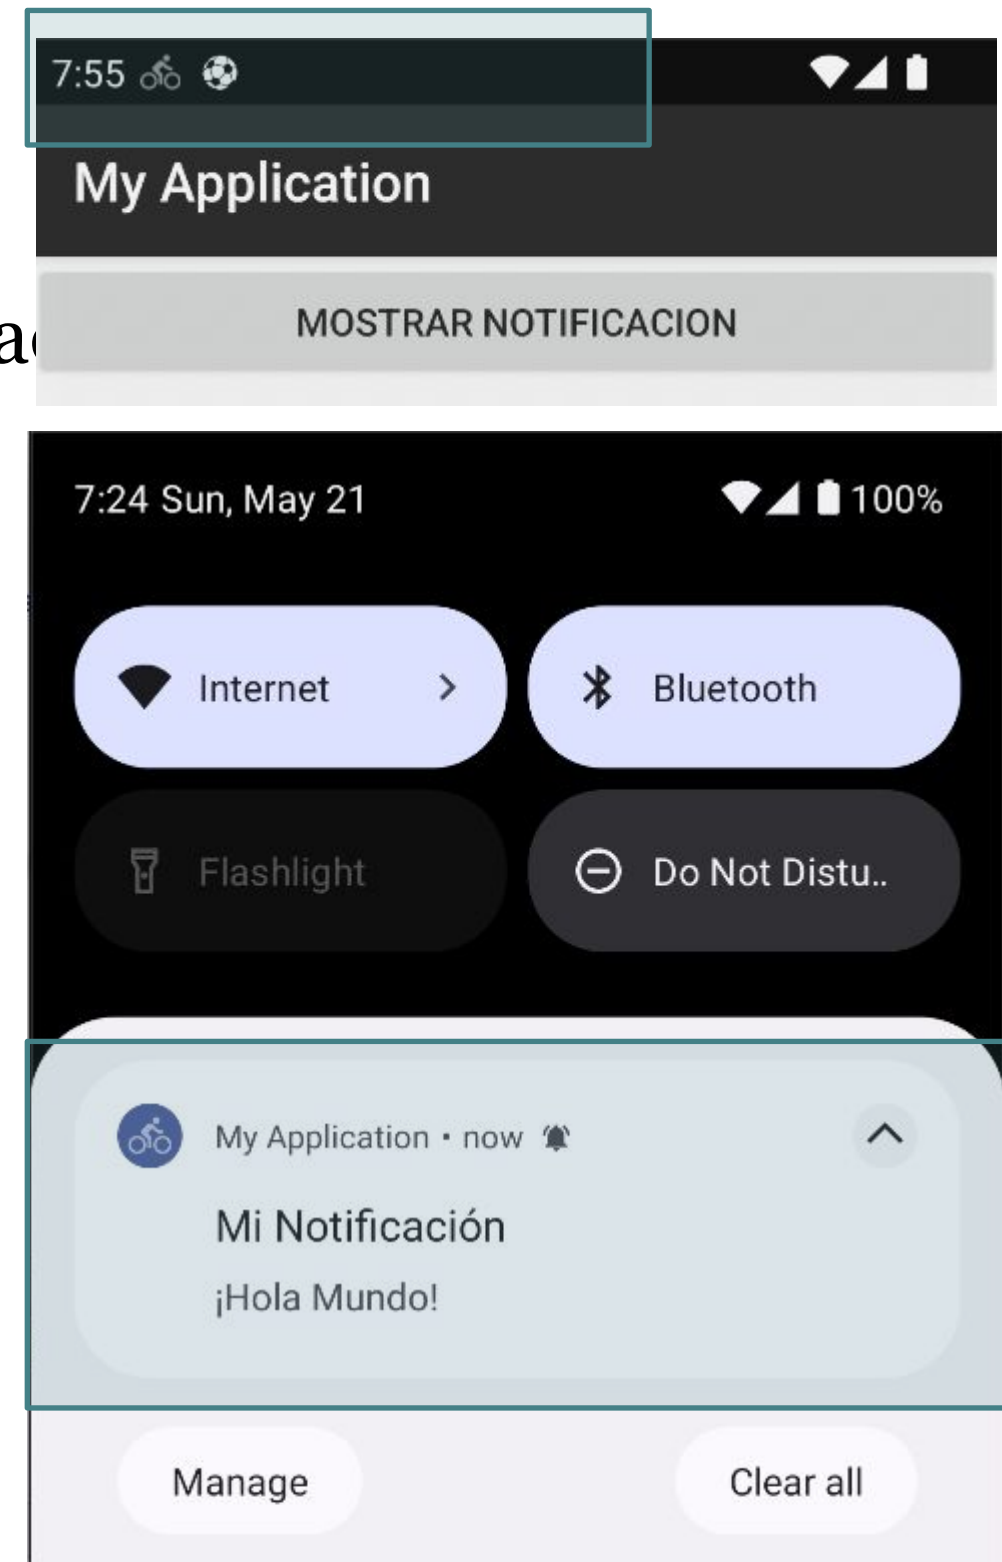 7:55
My Application
MOSTRAR NOTIFICACION
7:24 Sun, May 21 100%
Internet Bluetooth
Flashlight Do Not Distu..
My Application • now
Mi Notificación
¡Hola Mundo!
Manage Clear all